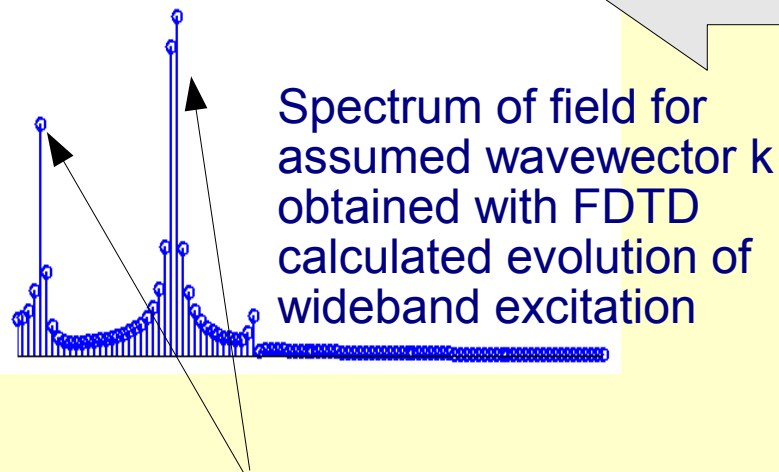 Spectrum of field for
assumed wavewector k
obtained with FDTD
calculated evolution of
wideband excitation